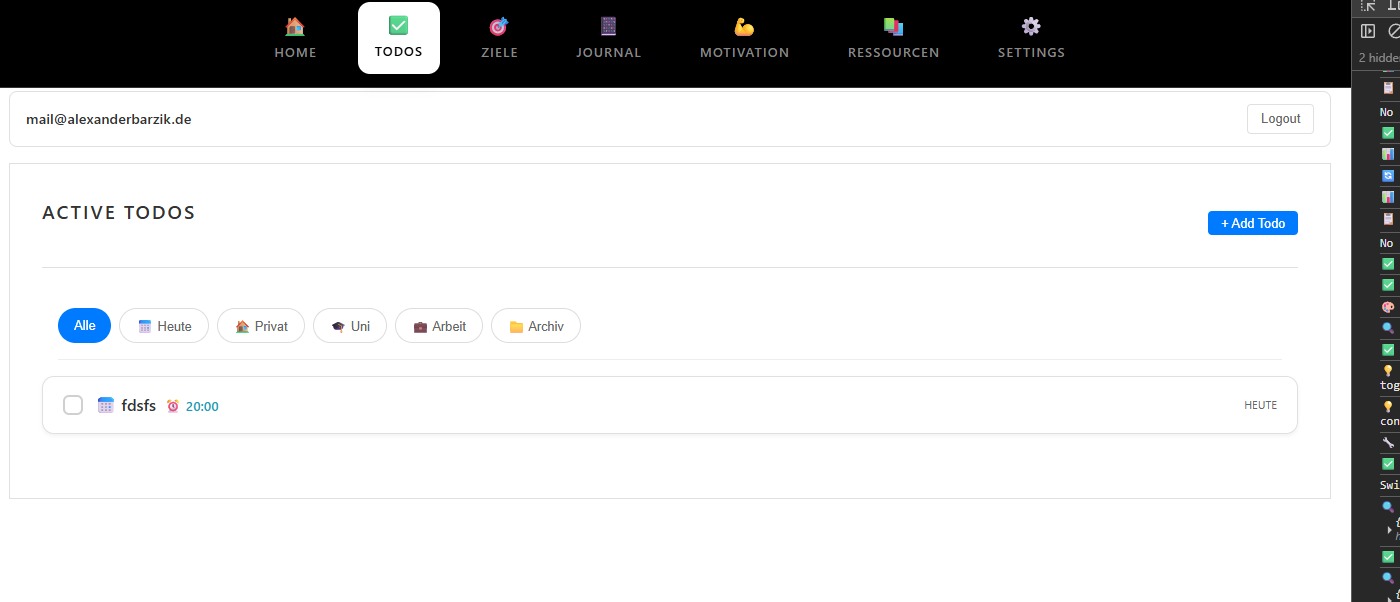 HOME TODOS ZIELE JOURNAL MOTIVATION RESSOURCEN SETTINGS
mail@alexanderbarzik.de
Logout
ACTIVE TODOS
+ Add Todo
Alle Heute Privat Uni Arbeit Archiv
fdsfs 20:00
HEUTE
2 hidde
No
No
tog
con
Swi